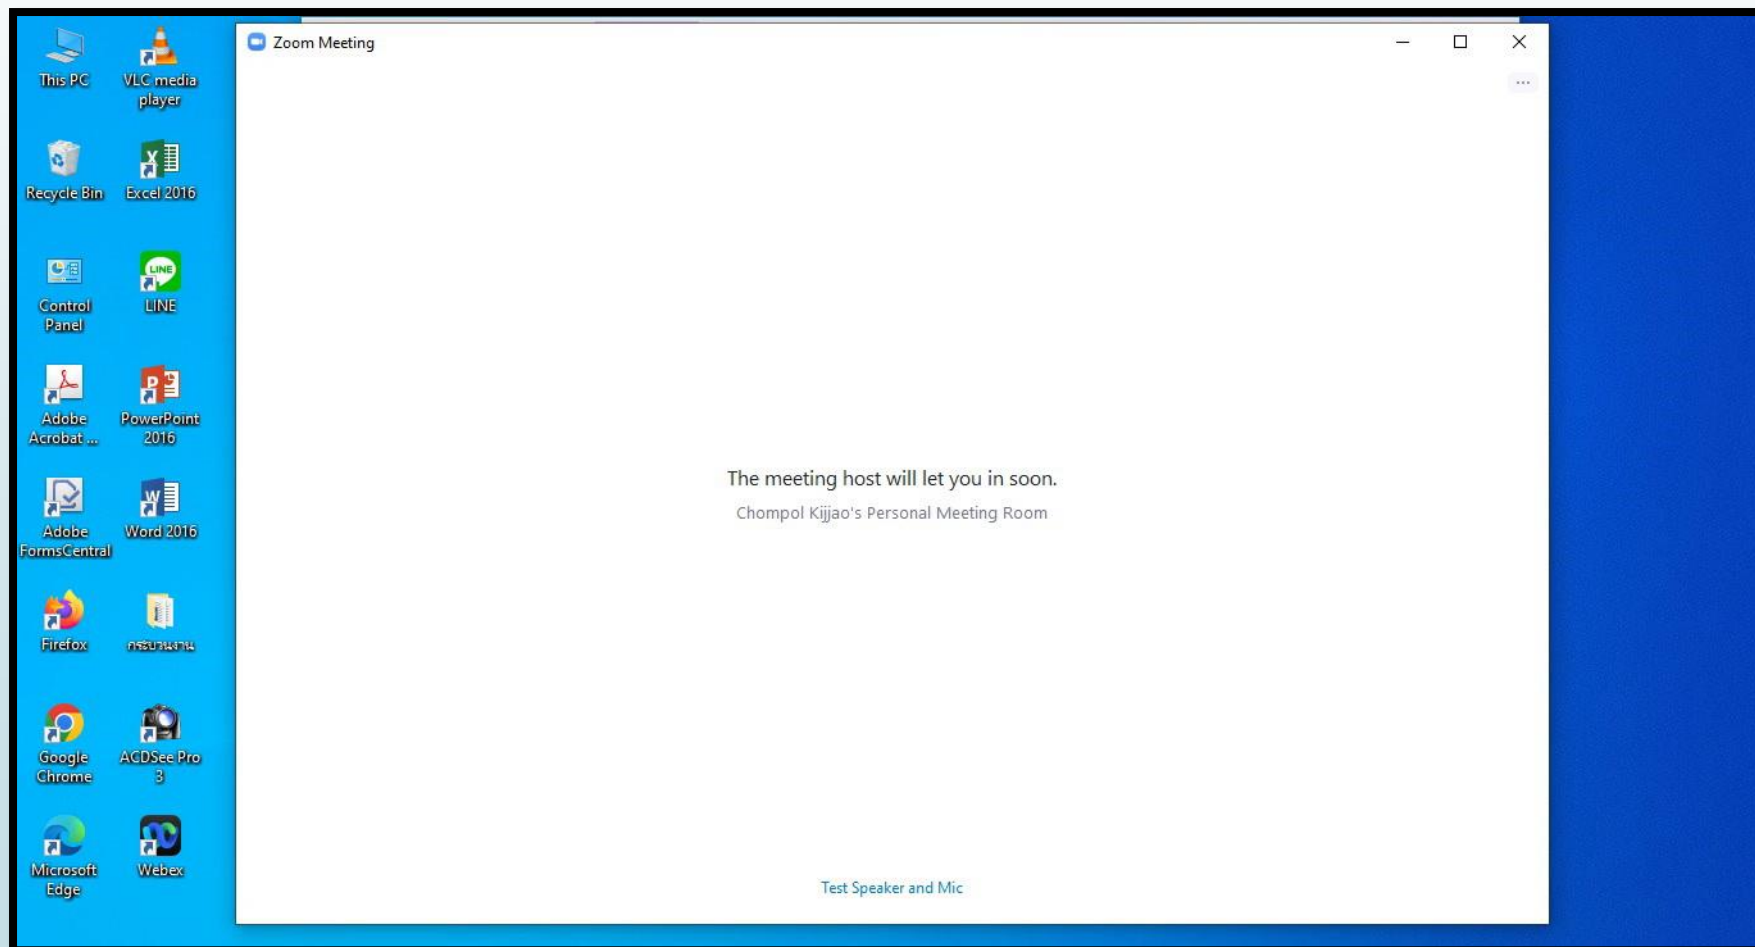 This PC
VLC media
player
Recycle Bin
Excel 2016
Control
Panel
LINE
LINE
Adobe
Acrobat ...
PowerPoint
2016
Adobe
FormsCentral
Word 2016
Firefox
กระบวนงาน
Google
Chrome
ACDSee Pro
3
Microsoft
Edge
Webex
Zoom Meeting
...
The meeting host will let you in soon.
Chompol Kijjao's Personal Meeting Room
Test Speaker and Mic